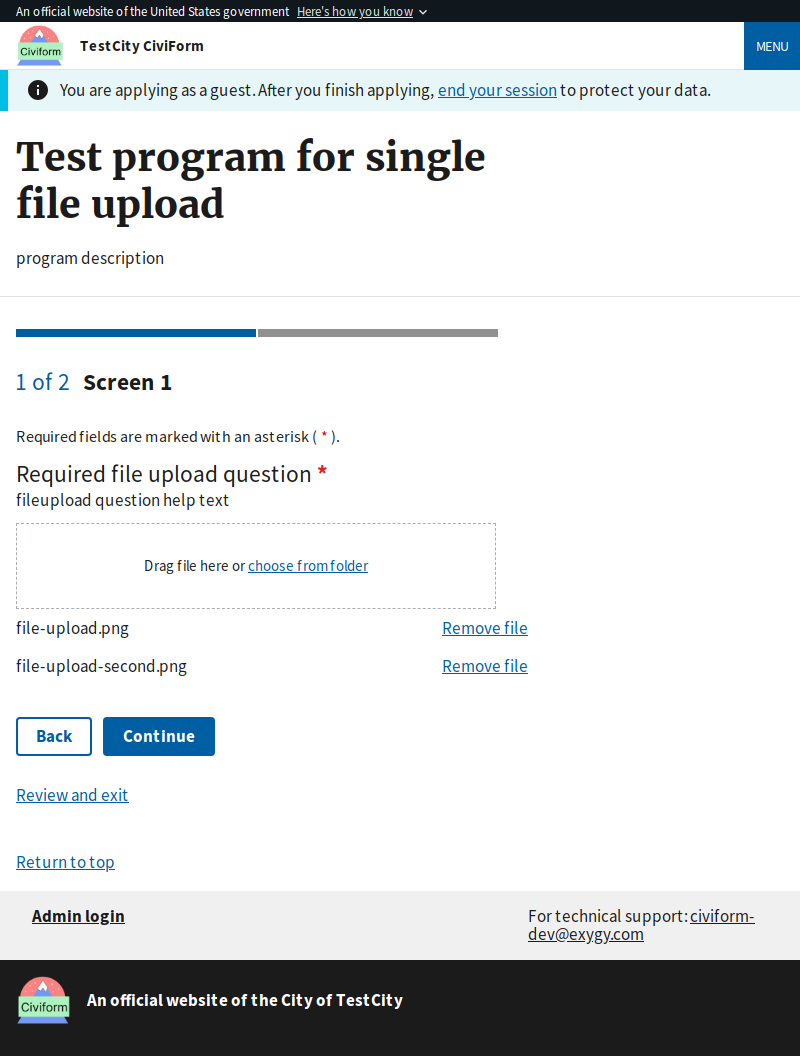 An official website of the United States government Here's how you know
Civiform TestCity CiviForm MENU
You are applying as a guest. After you finish applying, end your session to protect your data.
Test program for single
file upload
program description
1 of 2 Screen 1
Required fields are marked with an asterisk ( * ).
Required file upload question *
fileupload question help text
Drag file here or choose from folder
file-upload.png Remove file
file-upload-second.png Remove file
Back Continue
Review and exit
Return to top
Admin login For technical support: civiform-
dev@exygy.com
Civiform An official website of the City of TestCity